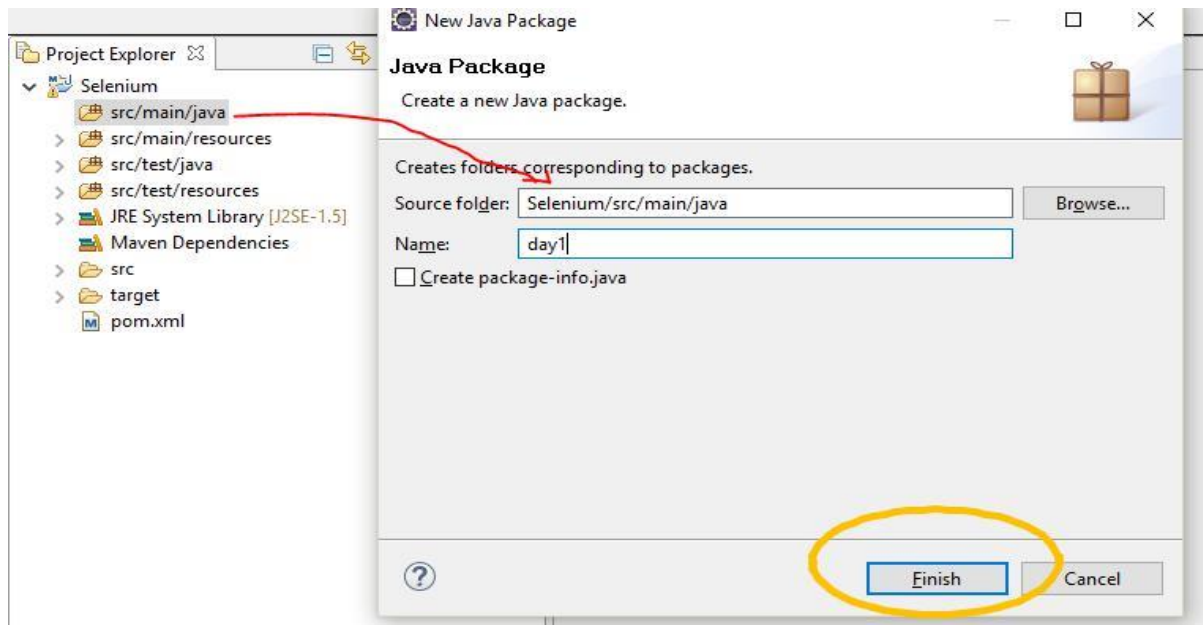 New Java Package
Project Explorer
Java Package
Selenium
Create a new Java package.
src/main/java
src/main/resources
src/test/java
src/test/resources
JRE System Library [J2SE-1.5]
Maven Dependencies
src
target
pom.xml
Creates folders corresponding to packages.
Source folder: Selenium/src/main/java Browse...
Name: day1
Create package-info.java
Finish Cancel